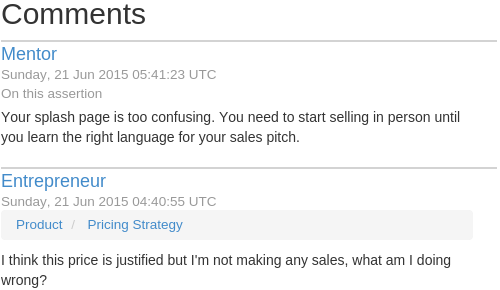 Comments
Mentor
Sunday, 21 Jun 2015 05:41:23 UTC
On this assertion
Your splash page is too confusing. You need to start selling in person until
you learn the right language for your sales pitch.
Entrepreneur
Sunday, 21 Jun 2015 04:40:55 UTC
Product / Pricing Strategy
I think this price is justified but I'm not making any sales, what am I doing
wrong?